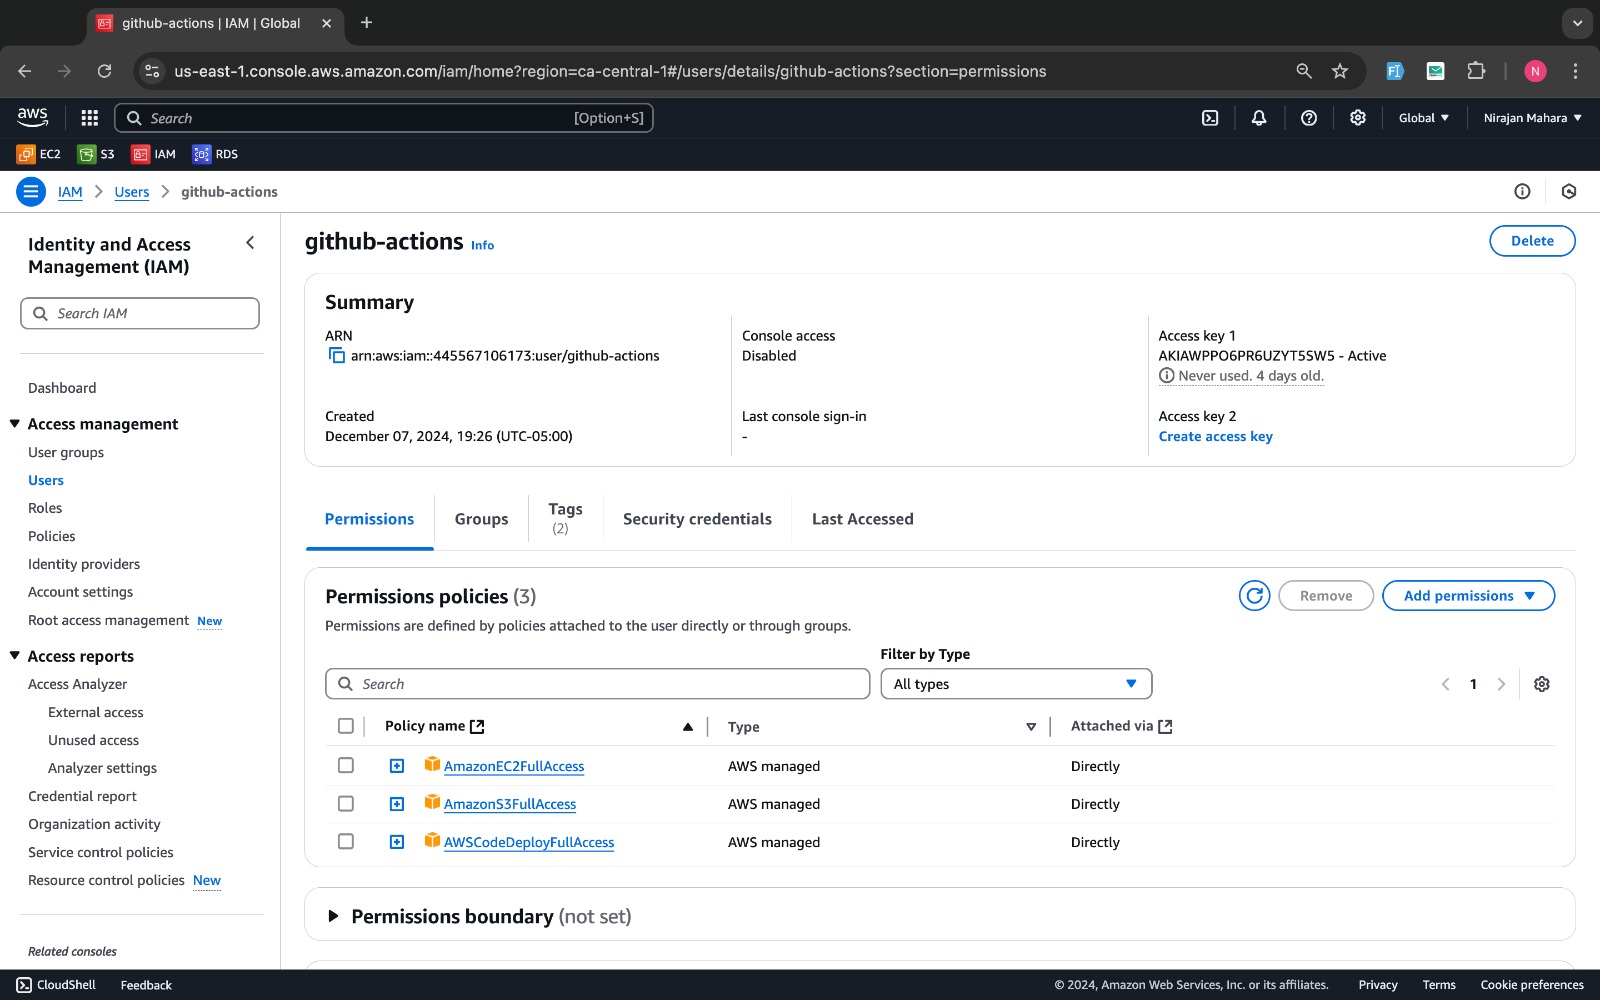 github-actions | IAM | Global
us-east-1.console.aws.amazon.com/iam/home?region=ca-central-1#/users/details/github-actions?section=permissions
N
aws
Search [Option+S]
Global
Nirajan Mahara
EC2
S3
IAM
RDS
IAM > Users > github-actions
Identity and Access
Management (IAM)
Search IAM
Dashboard
Access management
User groups
Users
Roles
Policies
Identity providers
Account settings
Root access management New
Access reports
Access Analyzer
External access
Unused access
Analyzer settings
Credential report
Organization activity
Service control policies
Resource control policies New
Related consoles
github-actions Info
Delete
Summary
ARN
arn:aws:iam::445567106173:user/github-actions
Console access
Disabled
Access key 1
AKIAWPPO6PR6UZYT5SW5 - Active
Never used. 4 days old.
Created
December 07, 2024, 19:26 (UTC-05:00)
Last console sign-in
-
Access key 2
Create access key
Permissions
Groups
Tags
(2)
Security credentials
Last Accessed
Permissions policies (3)
Remove
Add permissions
Permissions are defined by policies attached to the user directly or through groups.
Filter by Type
Search
All types
1
Policy name
Type
Attached via
AmazonEC2FullAccess AWS managed Directly
AmazonS3FullAccess AWS managed Directly
AWSCodeDeployFullAccess AWS managed Directly
Permissions boundary (not set)
CloudShell
Feedback
© 2024, Amazon Web Services, Inc. or its affiliates.
Privacy
Terms
Cookie preferences